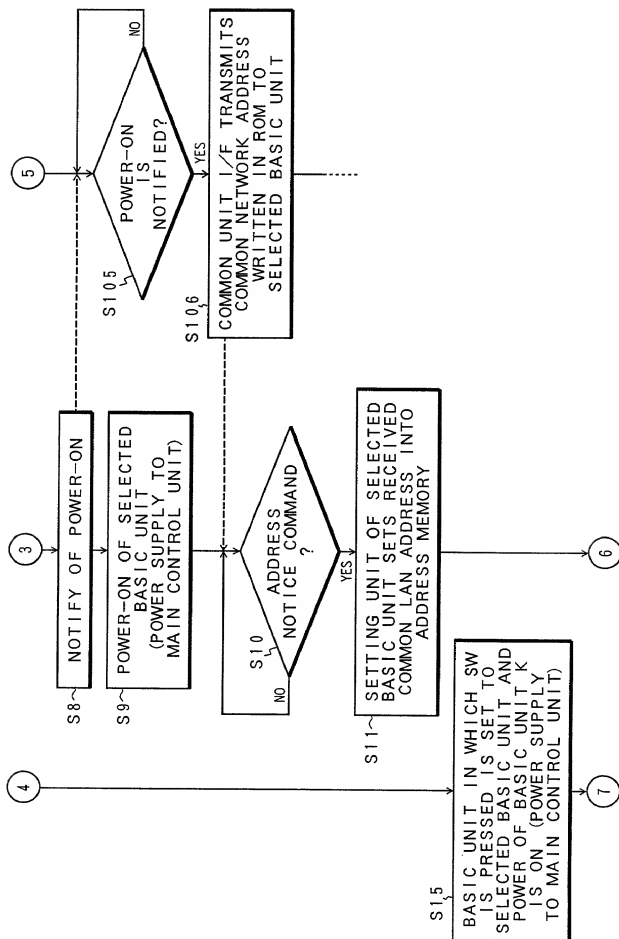 4
S15
BASIC UNIT IN WHICH SW
IS PRESSED IS SET TO
SELECTED BASIC UNIT AND
POWER OF BASIC UNIT K
IS ON (POWER SUPPLY
TO MAIN CONTROL UNIT)
7
3
S8
NOTIFY OF POWER-ON
S9
POWER-ON OF SELECTED
BASIC UNIT
(POWER SUPPLY TO
MAIN CONTROL UNIT)
S10
ADDRESS
NOTICE COMMAND
?
NO
YES
S11
SETTING UNIT OF SELECTED
BASIC UNIT SETS RECEIVED
COMMON LAN ADDRESS INTO
ADDRESS MEMORY
6
5
S105
POWER-ON
IS
NOTIFIED?
NO
YES
S106
COMMON UNIT I/F TRANSMITS
COMMON NETWORK ADDRESS
WRITTEN IN ROM TO
SELECTED BASIC UNIT